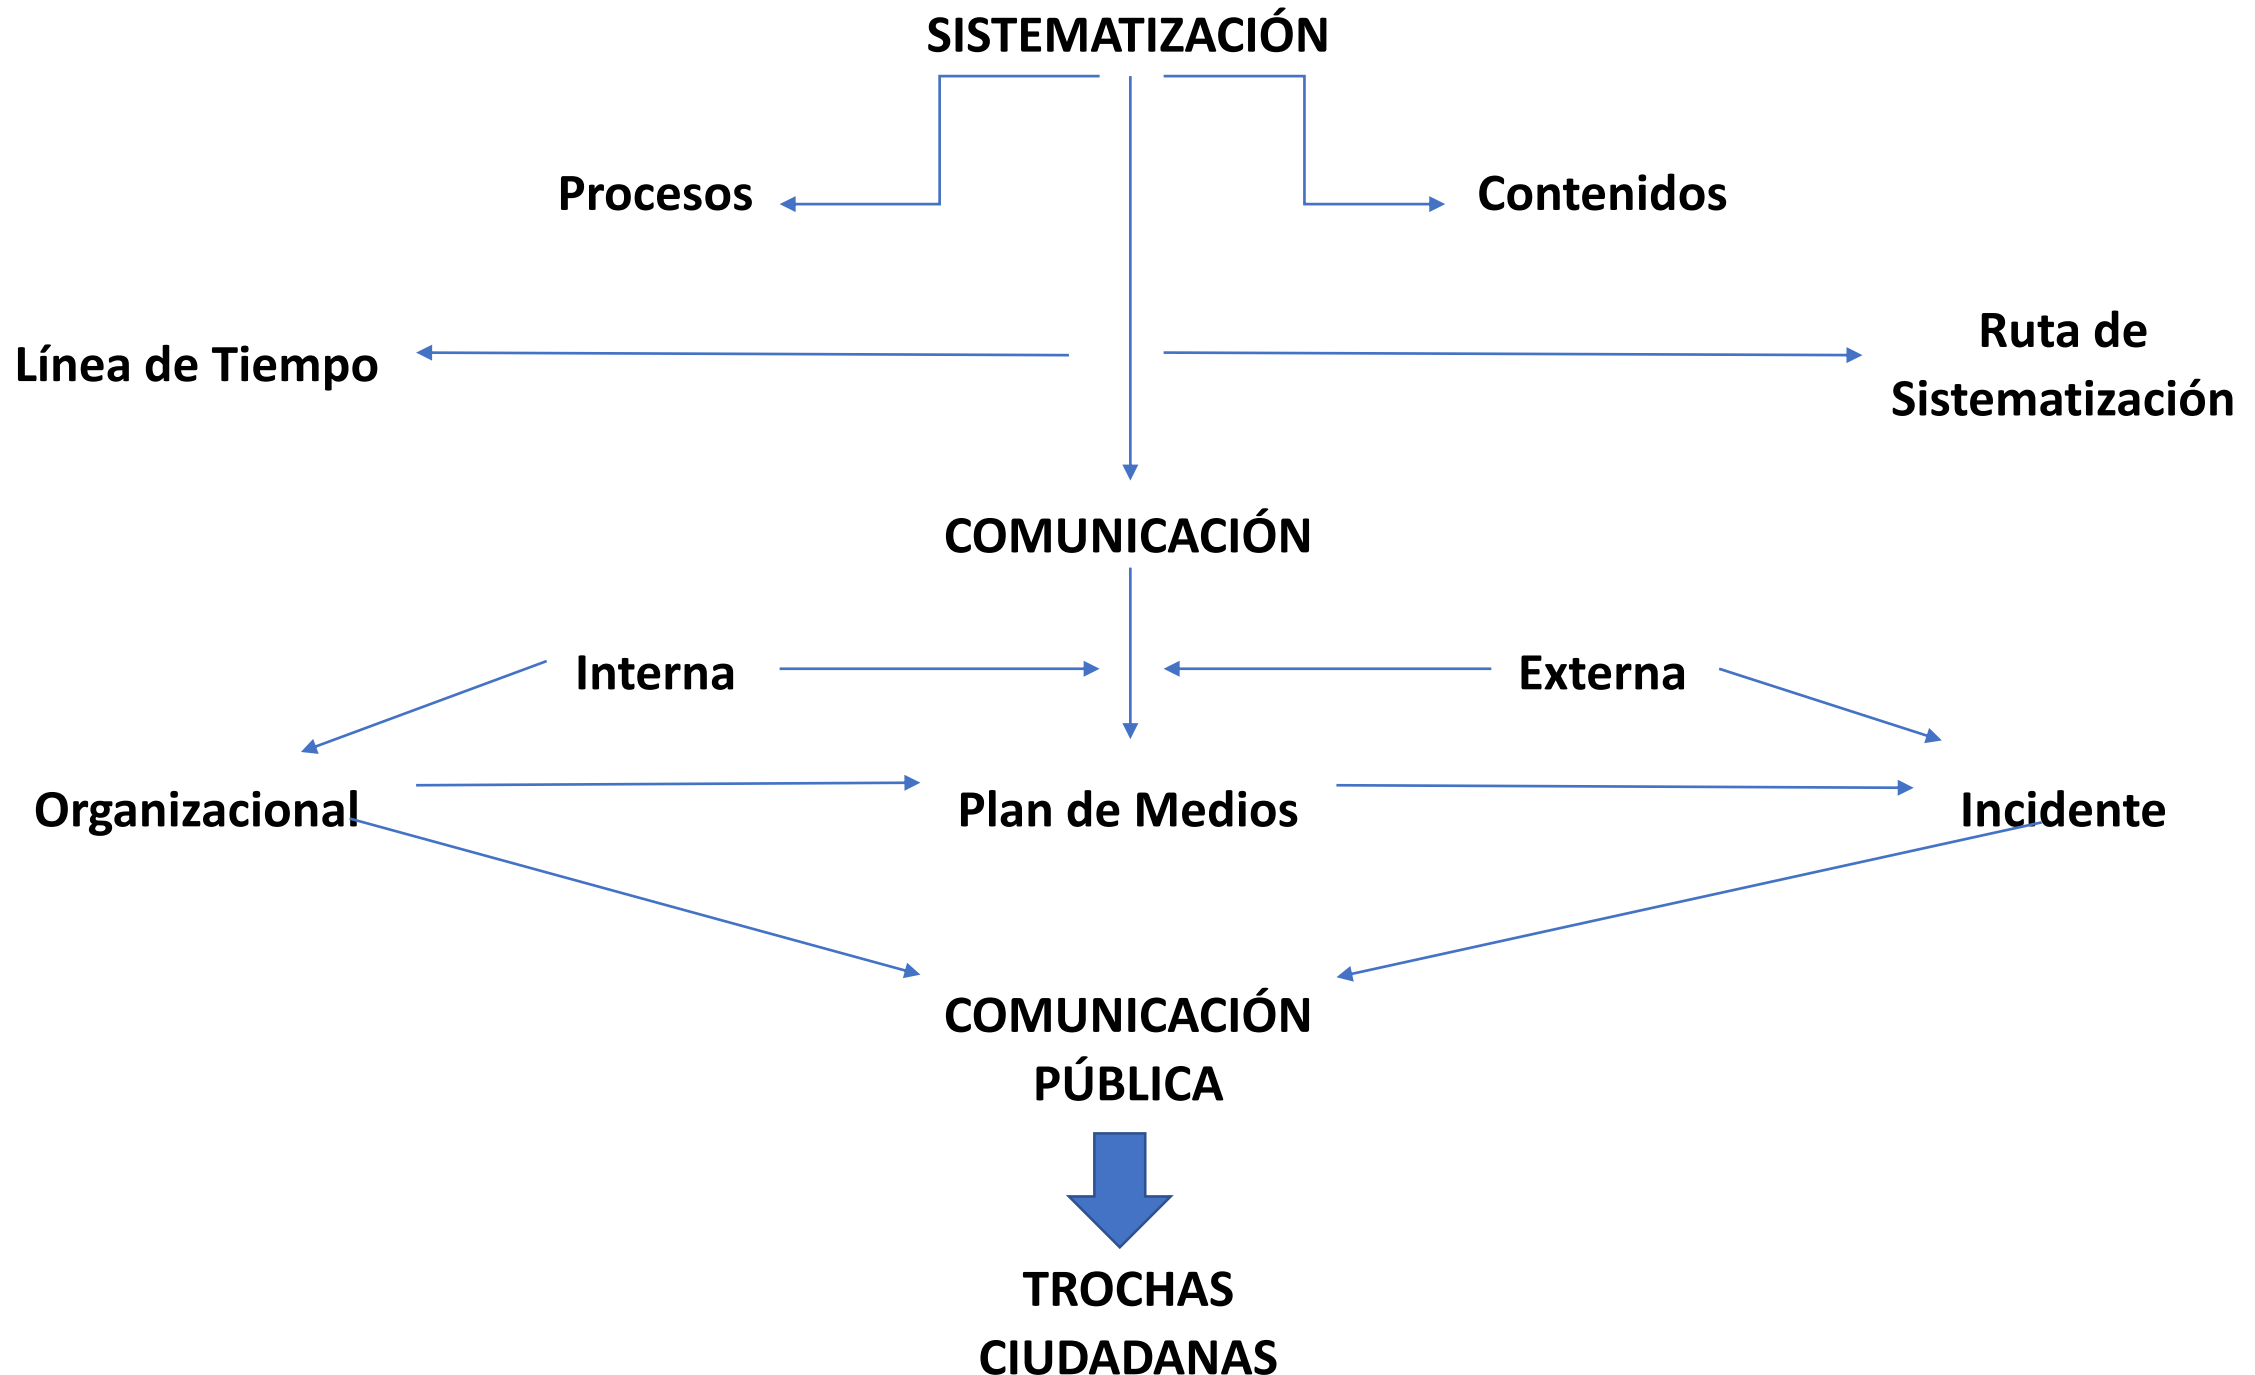 SISTEMATIZACIÓN
Procesos
Contenidos
Línea de Tiempo
Ruta de
Sistematización
COMUNICACIÓN
Interna
Externa
Organizacional
Plan de Medios
Incidente
COMUNICACIÓN
PÚBLICA
TROCHAS
CIUDADANAS